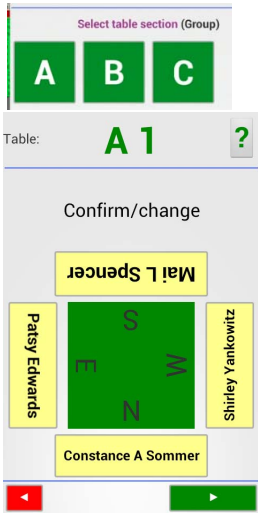 Select table section (Group)
A B C
Table: A 1 ?
Confirm/change
Mai L Spencer
Patsy Edwards
S
E W
N
Shirley Yankowitz
Constance A Sommer